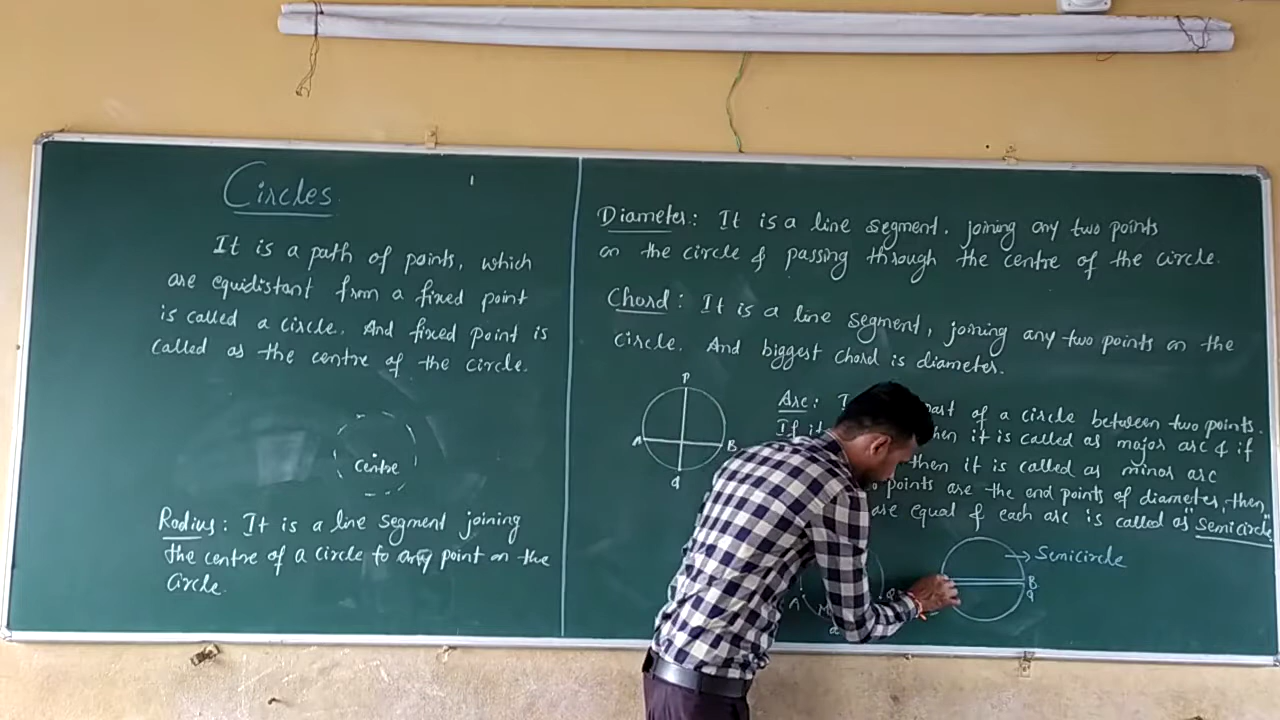 Circles
It is a path of points, which
are equidistant from a fixed point
is called a circle. And fixed point is
called as the centre of the circle.
Centre
Radius: It is a line segment joining
the centre of a circle to any point on the
circle.
Diameter: It is a line segment, joining any two points
on the circle & passing through the centre of the circle.
Chord: It is a line segment, joining any two points on the
circle. And biggest chord is diameter.
P
A
B
Q
Arc: part of a circle between two points.
If it then it is called as major arc & if
then it is called as minor arc
points are the end points of diameter, then
are equal & each arc is called as "Semicircle
Semicircle
B
Q
A
M
Q